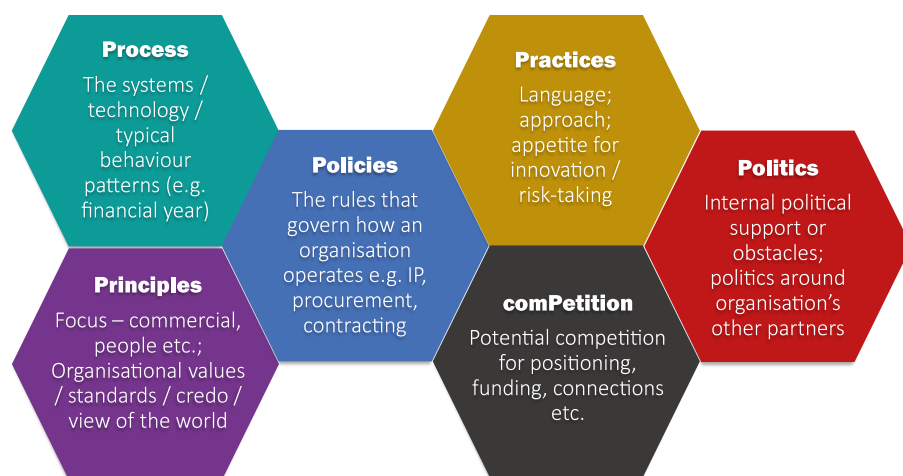 Process
The systems /
technology /
typical
behaviour
patterns (e.g.
financial year)
Principles
Focus – commercial,
people etc.;
Organisational values
/ standards / credo /
view of the world
Policies
The rules that
govern how an
organisation
operates e.g. IP,
procurement,
contracting
Practices
Language;
approach;
appetite for
innovation /
risk-taking
comPetition
Potential competition
for positioning,
funding, connections
etc.
Politics
Internal political
support or
obstacles;
politics around
organisation’s
other partners